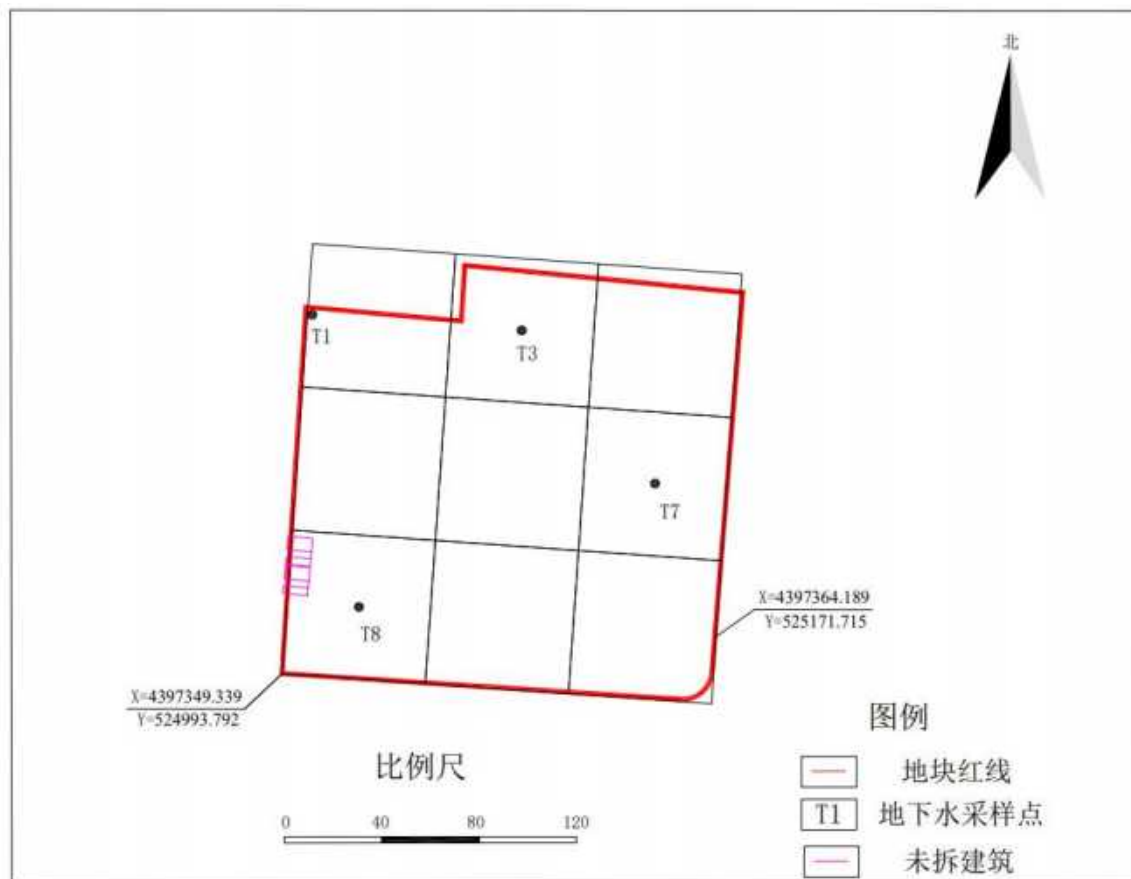 北
T1
T3
T7
T8
X=4397364.189
Y=525171.715
X=4397349.339
Y=524993.792
比例尺
0 40 80 120
图例
地块红线
T1 地下水采样点
未拆建筑